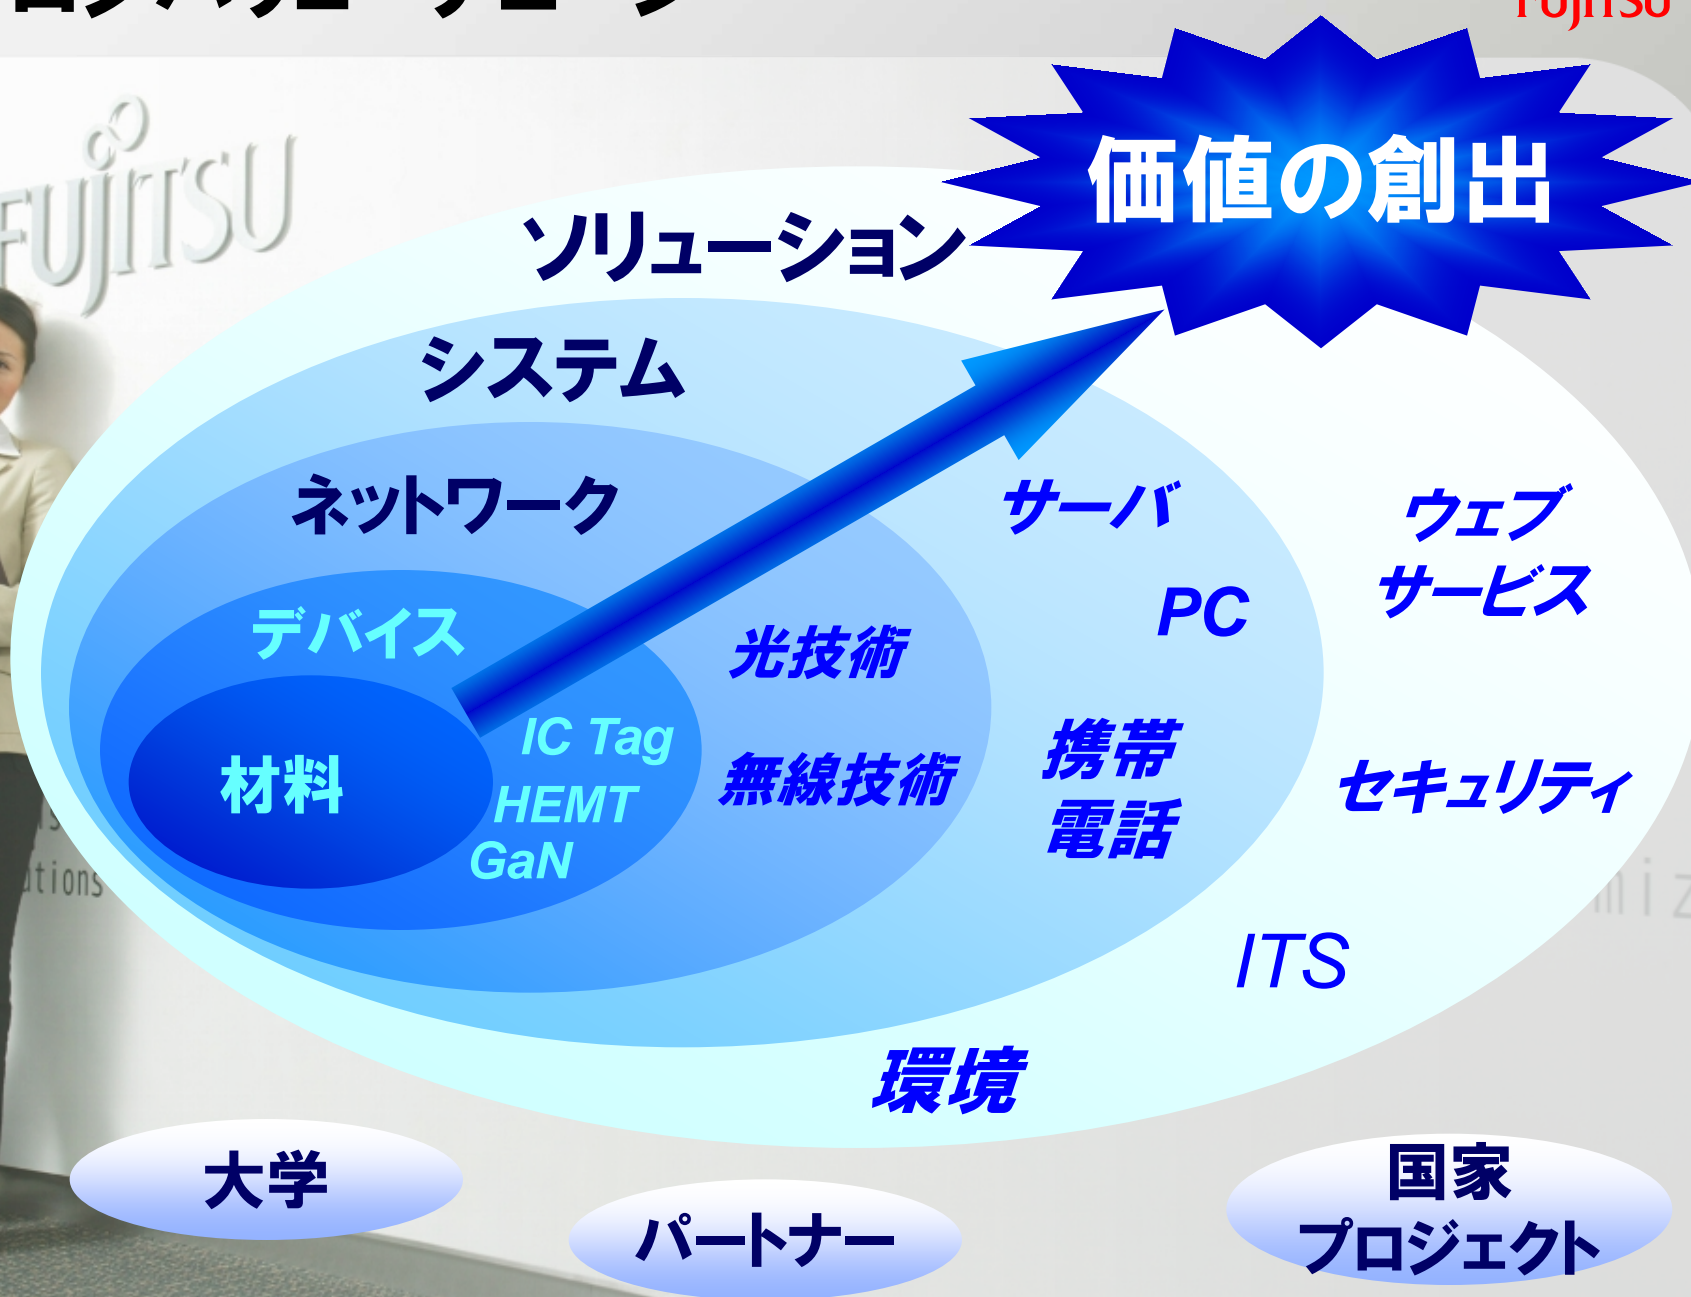 FUJITSU
FUJITSU
価値の創出
ソリューション
システム
ネットワーク
デバイス
材料
IC Tag
HEMT
GaN
光技術
無線技術
サーバ
PC
携帯
電話
ウェブ
サービス
セキュリティ
ITS
環境
大学
パートナー
国家
プロジェクト